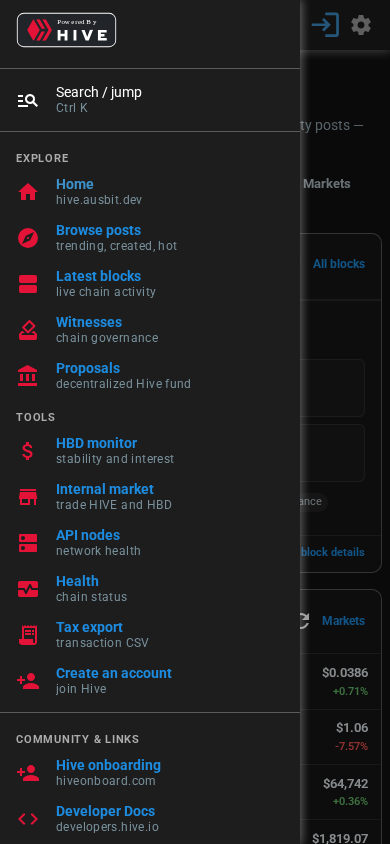 Powered By
HIVE
Search / jump
Ctrl K
EXPLORE
Home
hive.ausbit.dev
Browse posts
trending, created, hot
Latest blocks
live chain activity
Witnesses
chain governance
Proposals
decentralized Hive fund
TOOLS
HBD monitor
stability and interest
Internal market
trade HIVE and HBD
API nodes
network health
Health
chain status
Tax export
transaction CSV
Create an account
join Hive
COMMUNITY & LINKS
Hive onboarding
hiveonboard.com
Developer Docs
developers.hive.io
posts —
Markets
All blocks
block details
Markets
$0.0386
+0.71%
$1.06
-7.57%
$64,742
+0.36%
$1,819.07